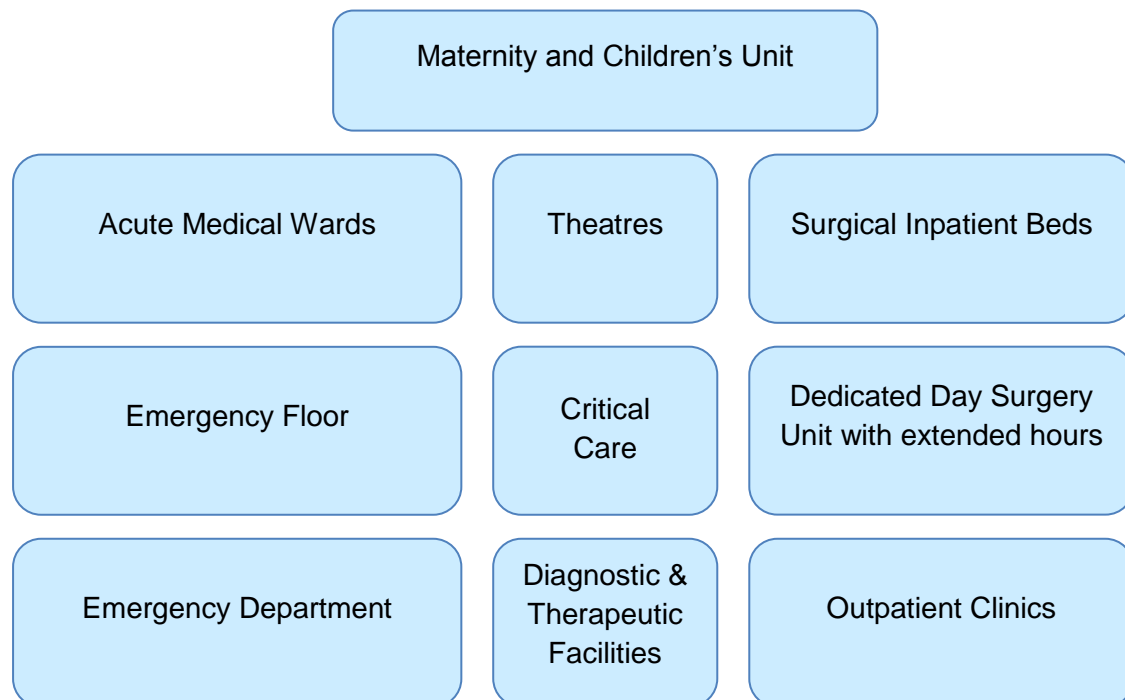 Maternity and Children’s Unit
Acute Medical Wards
Theatres
Surgical Inpatient Beds
Emergency Floor
Critical
Care
Dedicated Day Surgery
Unit with extended hours
Emergency Department
Diagnostic &
Therapeutic
Facilities
Outpatient Clinics